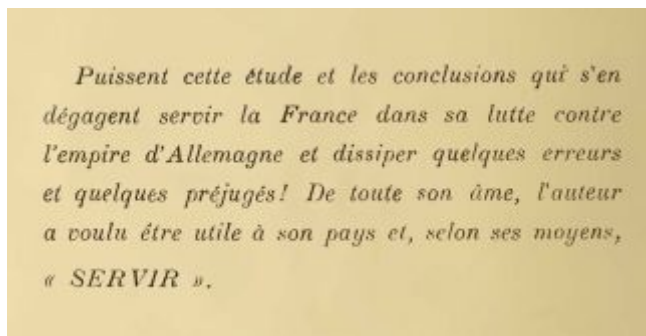 Puissent cette étude et les conclusions qui s'en
dégagent servir la France dans sa lutte contre
l'empire d'Allemagne et dissiper quelques erreurs
et quelques préjugés! De toute son âme, l'auteur
a voulu être utile à son pays et, selon ses moyens,
« SERVIR ».